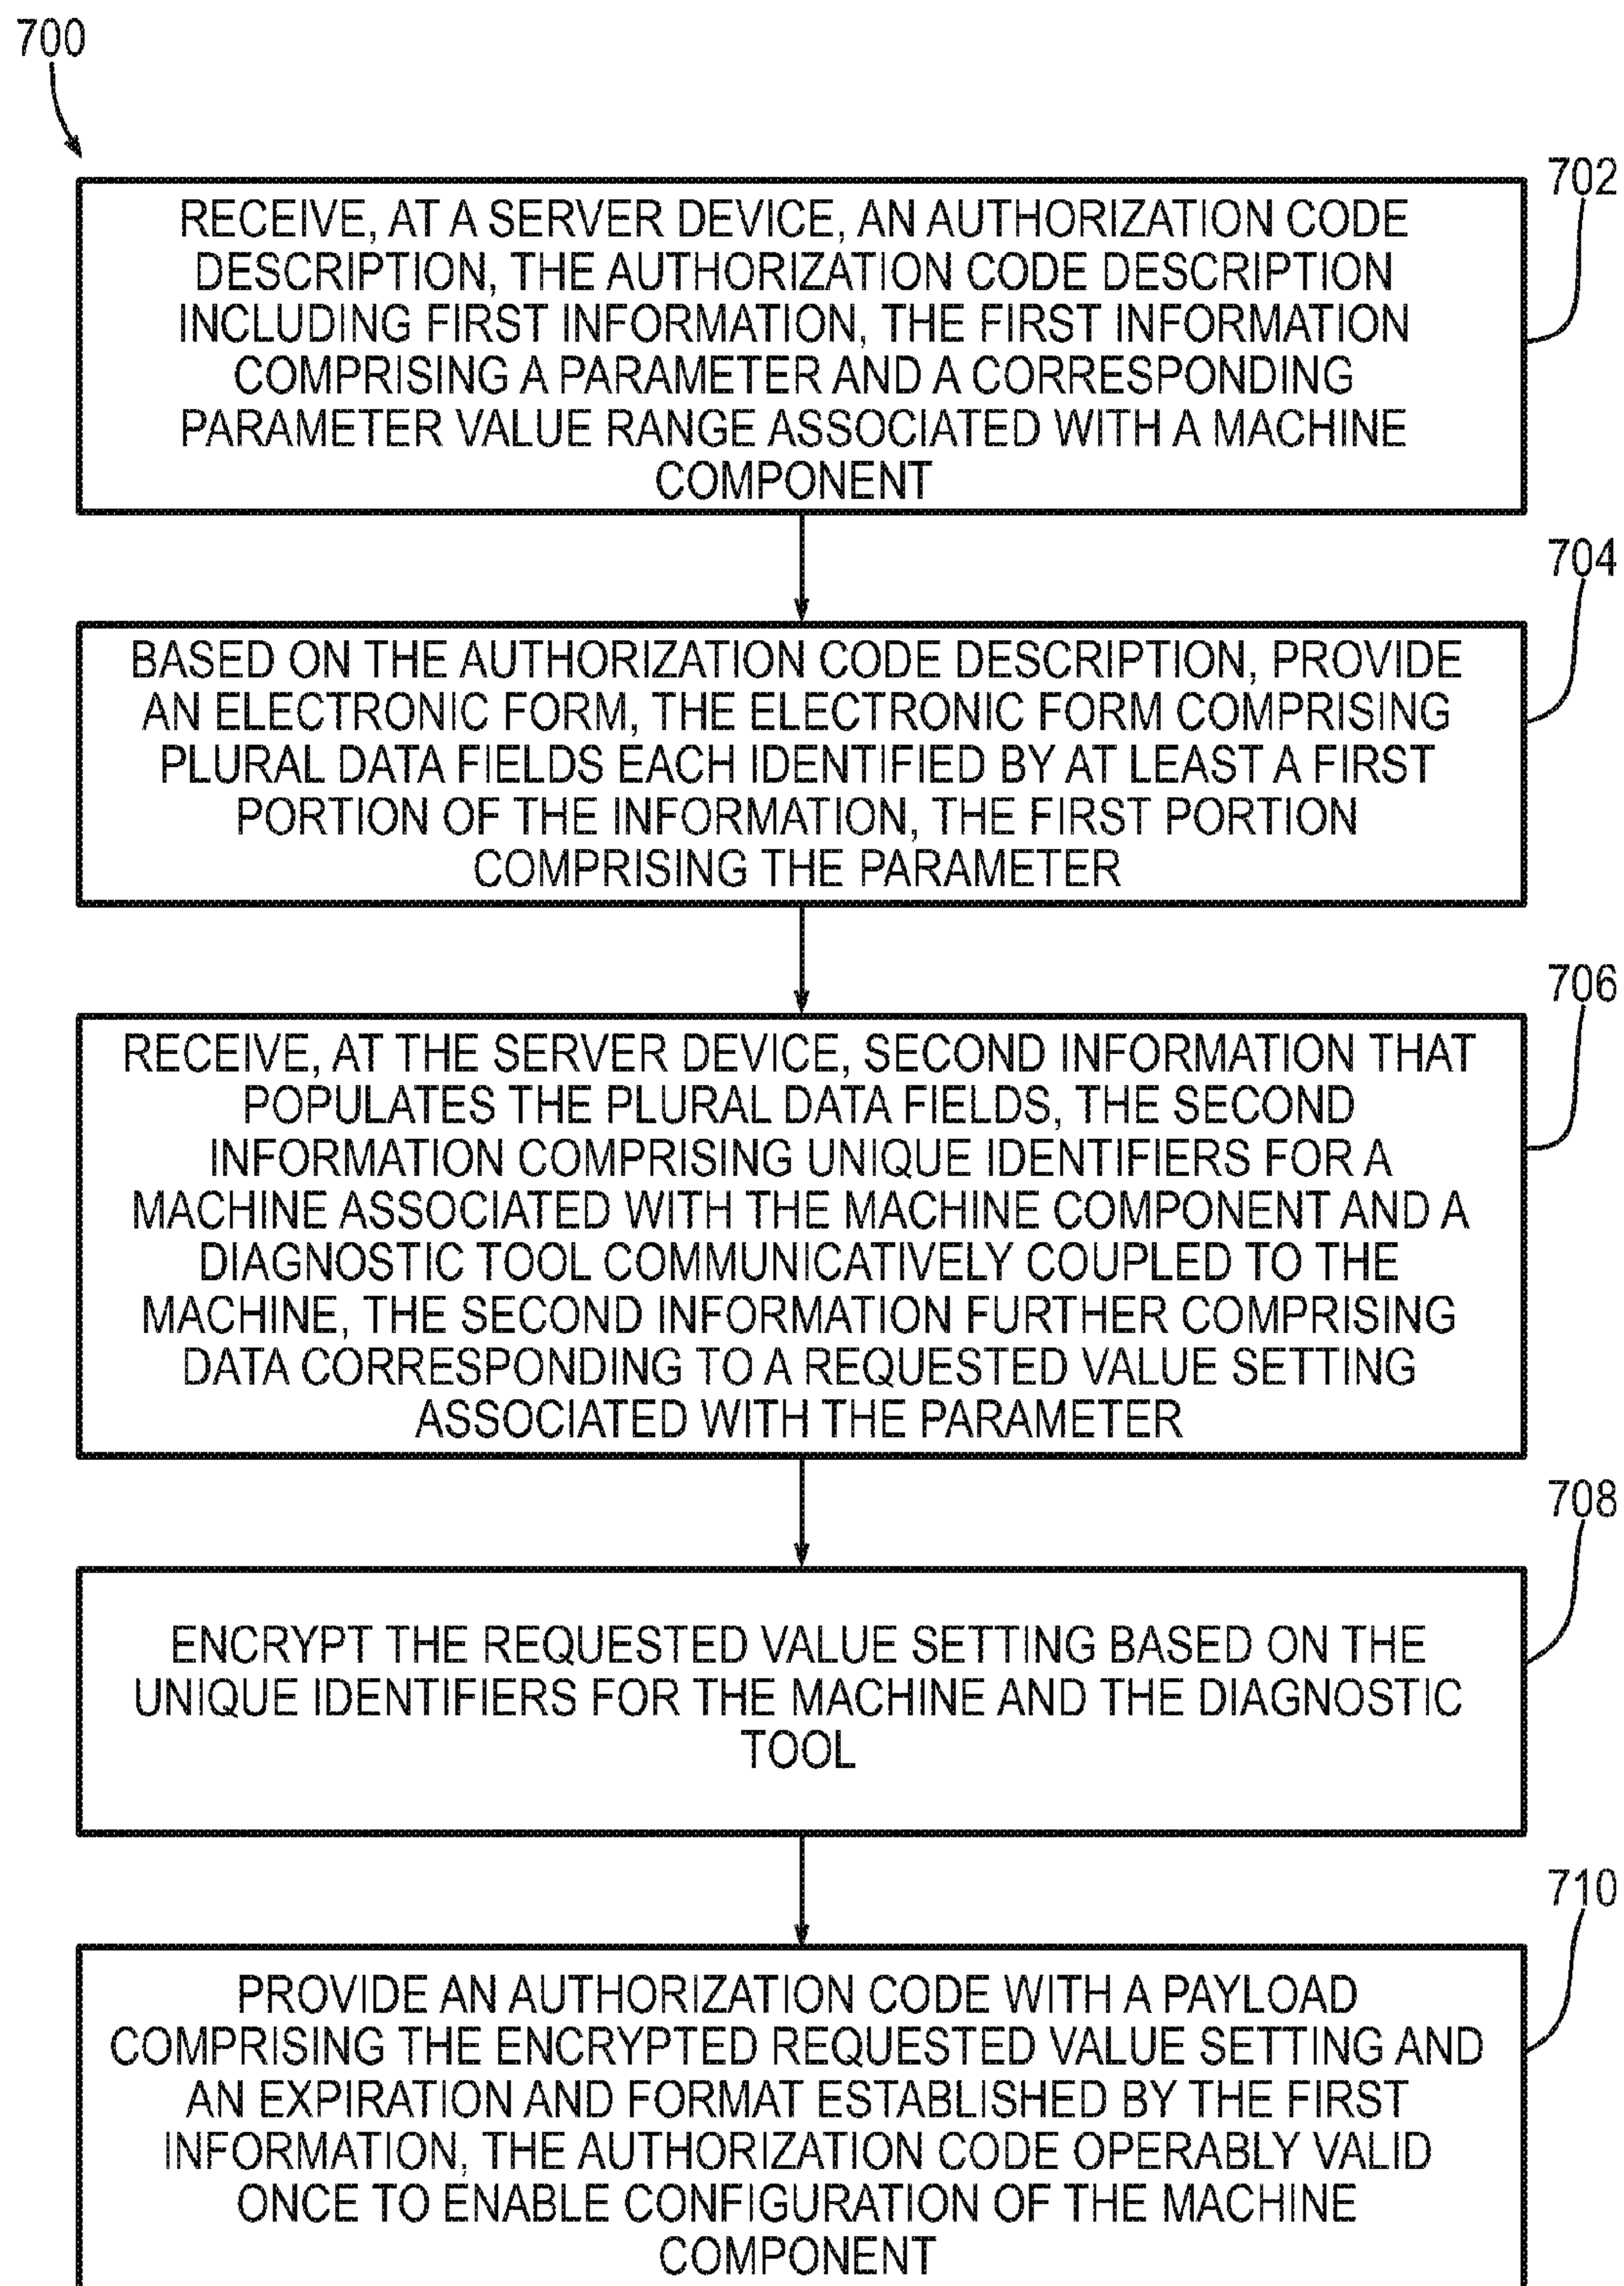 700
702
RECEIVE, AT A SERVER DEVICE, AN AUTHORIZATION CODE
DESCRIPTION, THE AUTHORIZATION CODE DESCRIPTION
INCLUDING FIRST INFORMATION, THE FIRST INFORMATION
COMPRISING A PARAMETER AND A CORRESPONDING
PARAMETER VALUE RANGE ASSOCIATED WITH A MACHINE
COMPONENT
704
BASED ON THE AUTHORIZATION CODE DESCRIPTION, PROVIDE
AN ELECTRONIC FORM, THE ELECTRONIC FORM COMPRISING
PLURAL DATA FIELDS EACH IDENTIFIED BY AT LEAST A FIRST
PORTION OF THE INFORMATION, THE FIRST PORTION
COMPRISING THE PARAMETER
706
RECEIVE, AT THE SERVER DEVICE, SECOND INFORMATION THAT
POPULATES THE PLURAL DATA FIELDS, THE SECOND
INFORMATION COMPRISING UNIQUE IDENTIFIERS FOR A
MACHINE ASSOCIATED WITH THE MACHINE COMPONENT AND A
DIAGNOSTIC TOOL COMMUNICATIVELY COUPLED TO THE
MACHINE, THE SECOND INFORMATION FURTHER COMPRISING
DATA CORRESPONDING TO A REQUESTED VALUE SETTING
ASSOCIATED WITH THE PARAMETER
708
ENCRYPT THE REQUESTED VALUE SETTING BASED ON THE
UNIQUE IDENTIFIERS FOR THE MACHINE AND THE DIAGNOSTIC
TOOL
710
PROVIDE AN AUTHORIZATION CODE WITH A PAYLOAD
COMPRISING THE ENCRYPTED REQUESTED VALUE SETTING AND
AN EXPIRATION AND FORMAT ESTABLISHED BY THE FIRST
INFORMATION, THE AUTHORIZATION CODE OPERABLY VALID
ONCE TO ENABLE CONFIGURATION OF THE MACHINE
COMPONENT